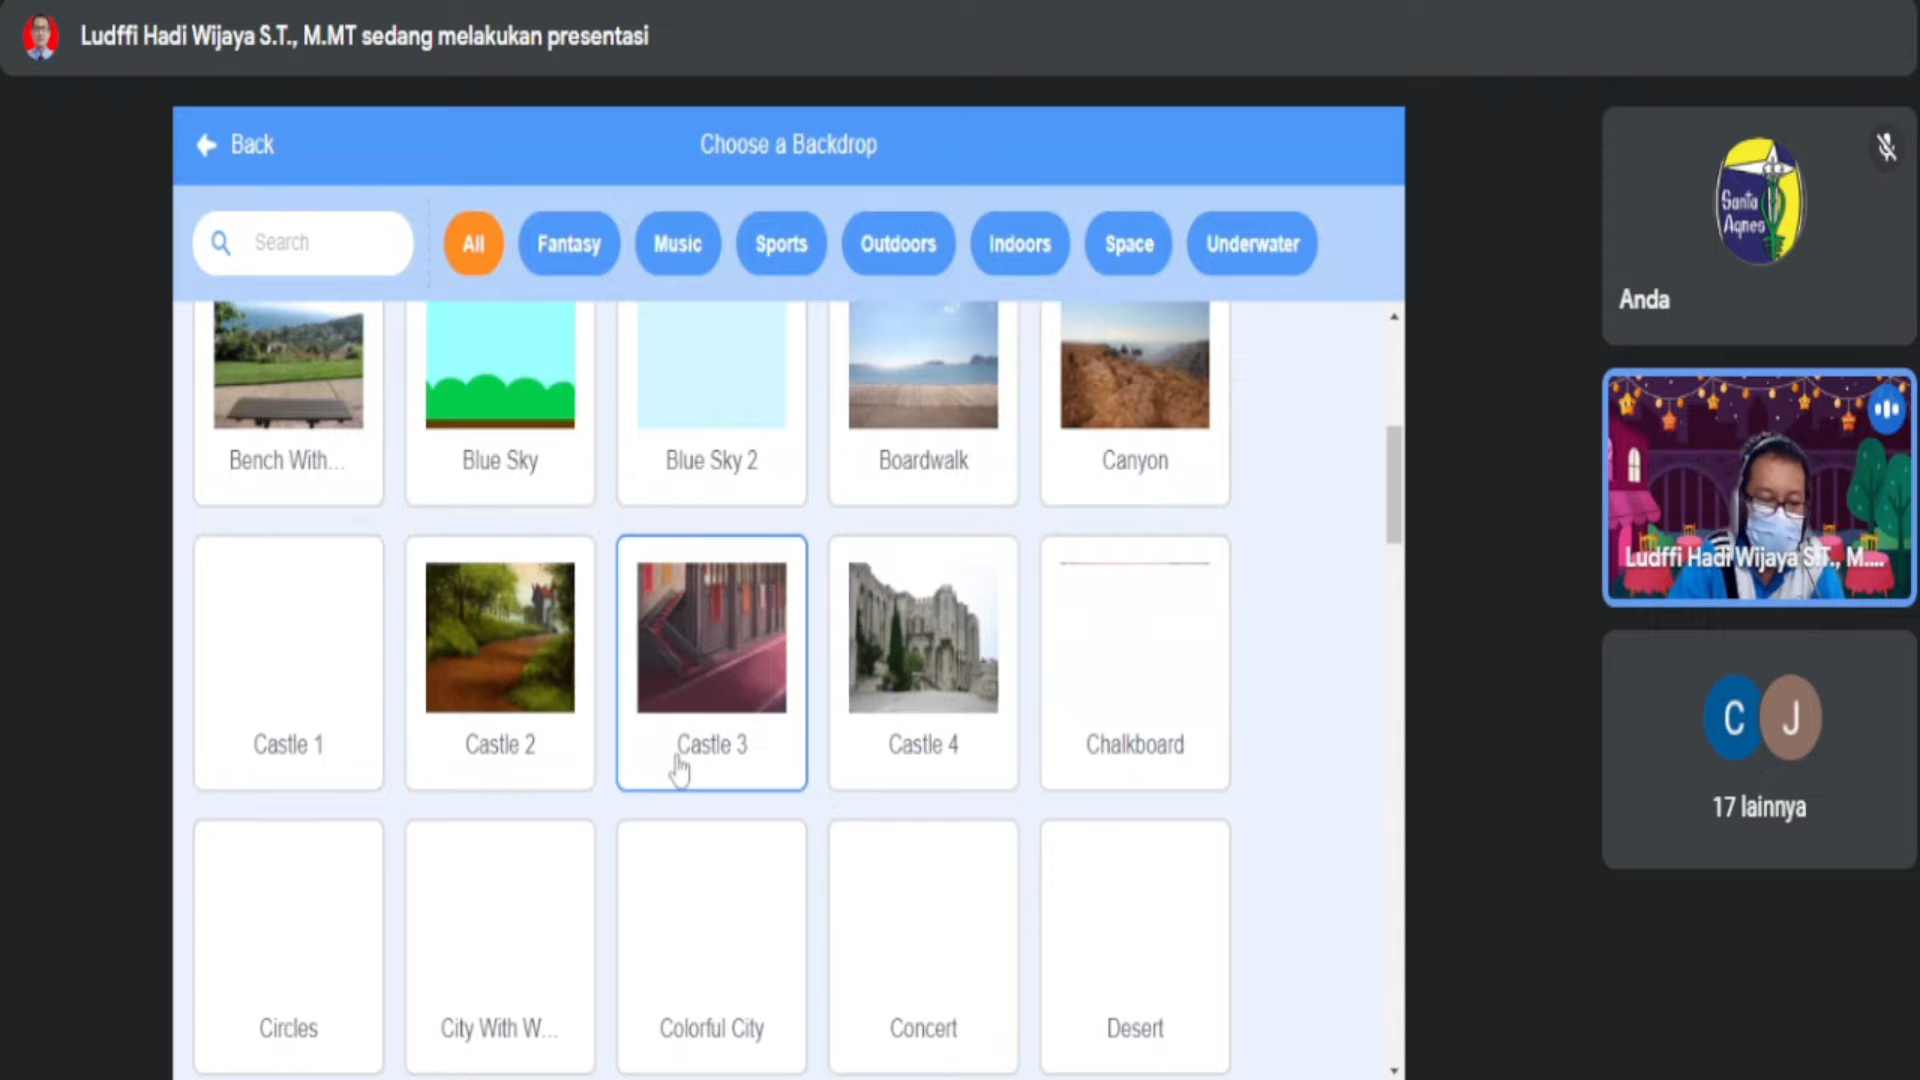 Ludffi Hadi Wijaya S.T., M.MT sedang melakukan presentasi
Back
Choose a Backdrop
Search
All
Fantasy
Music
Sports
Outdoors
Indoors
Space
Underwater
Bench With...
Blue Sky
Blue Sky 2
Boardwalk
Canyon
Castle 1
Castle 2
Castle 3
Castle 4
Chalkboard
Circles
City With W...
Colorful City
Concert
Desert
Santa
Agnes
Anda
Ludffi Hadi Wijaya S.T., M....
C
J
17 lainnya